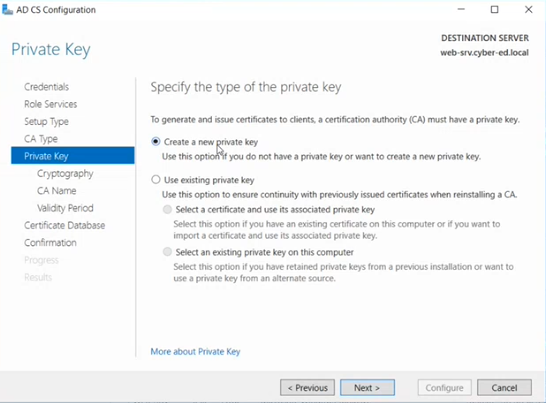 AD CS Configuration
Private Key
DESTINATION SERVER
web-srv.cyber-ed.local
Credentials
Role Services
Setup Type
CA Type
Private Key
Cryptography
CA Name
Validity Period
Certificate Database
Confirmation
Progress
Results
Specify the type of the private key
To generate and issue certificates to clients, a certification authority (CA) must have a private key.
Create a new private key
Use this option if you do not have a private key or want to create a new private key.
Use existing private key
Use this option to ensure continuity with previously issued certificates when reinstalling a CA.
Select a certificate and use its associated private key
Select this option if you have an existing certificate on this computer or if you want to
import a certificate and use its associated private key.
Select an existing private key on this computer
Select this option if you have retained private keys from a previous installation or want to
use a private key from an alternate source.
More about Private Key
< Previous
Next >
Configure
Cancel